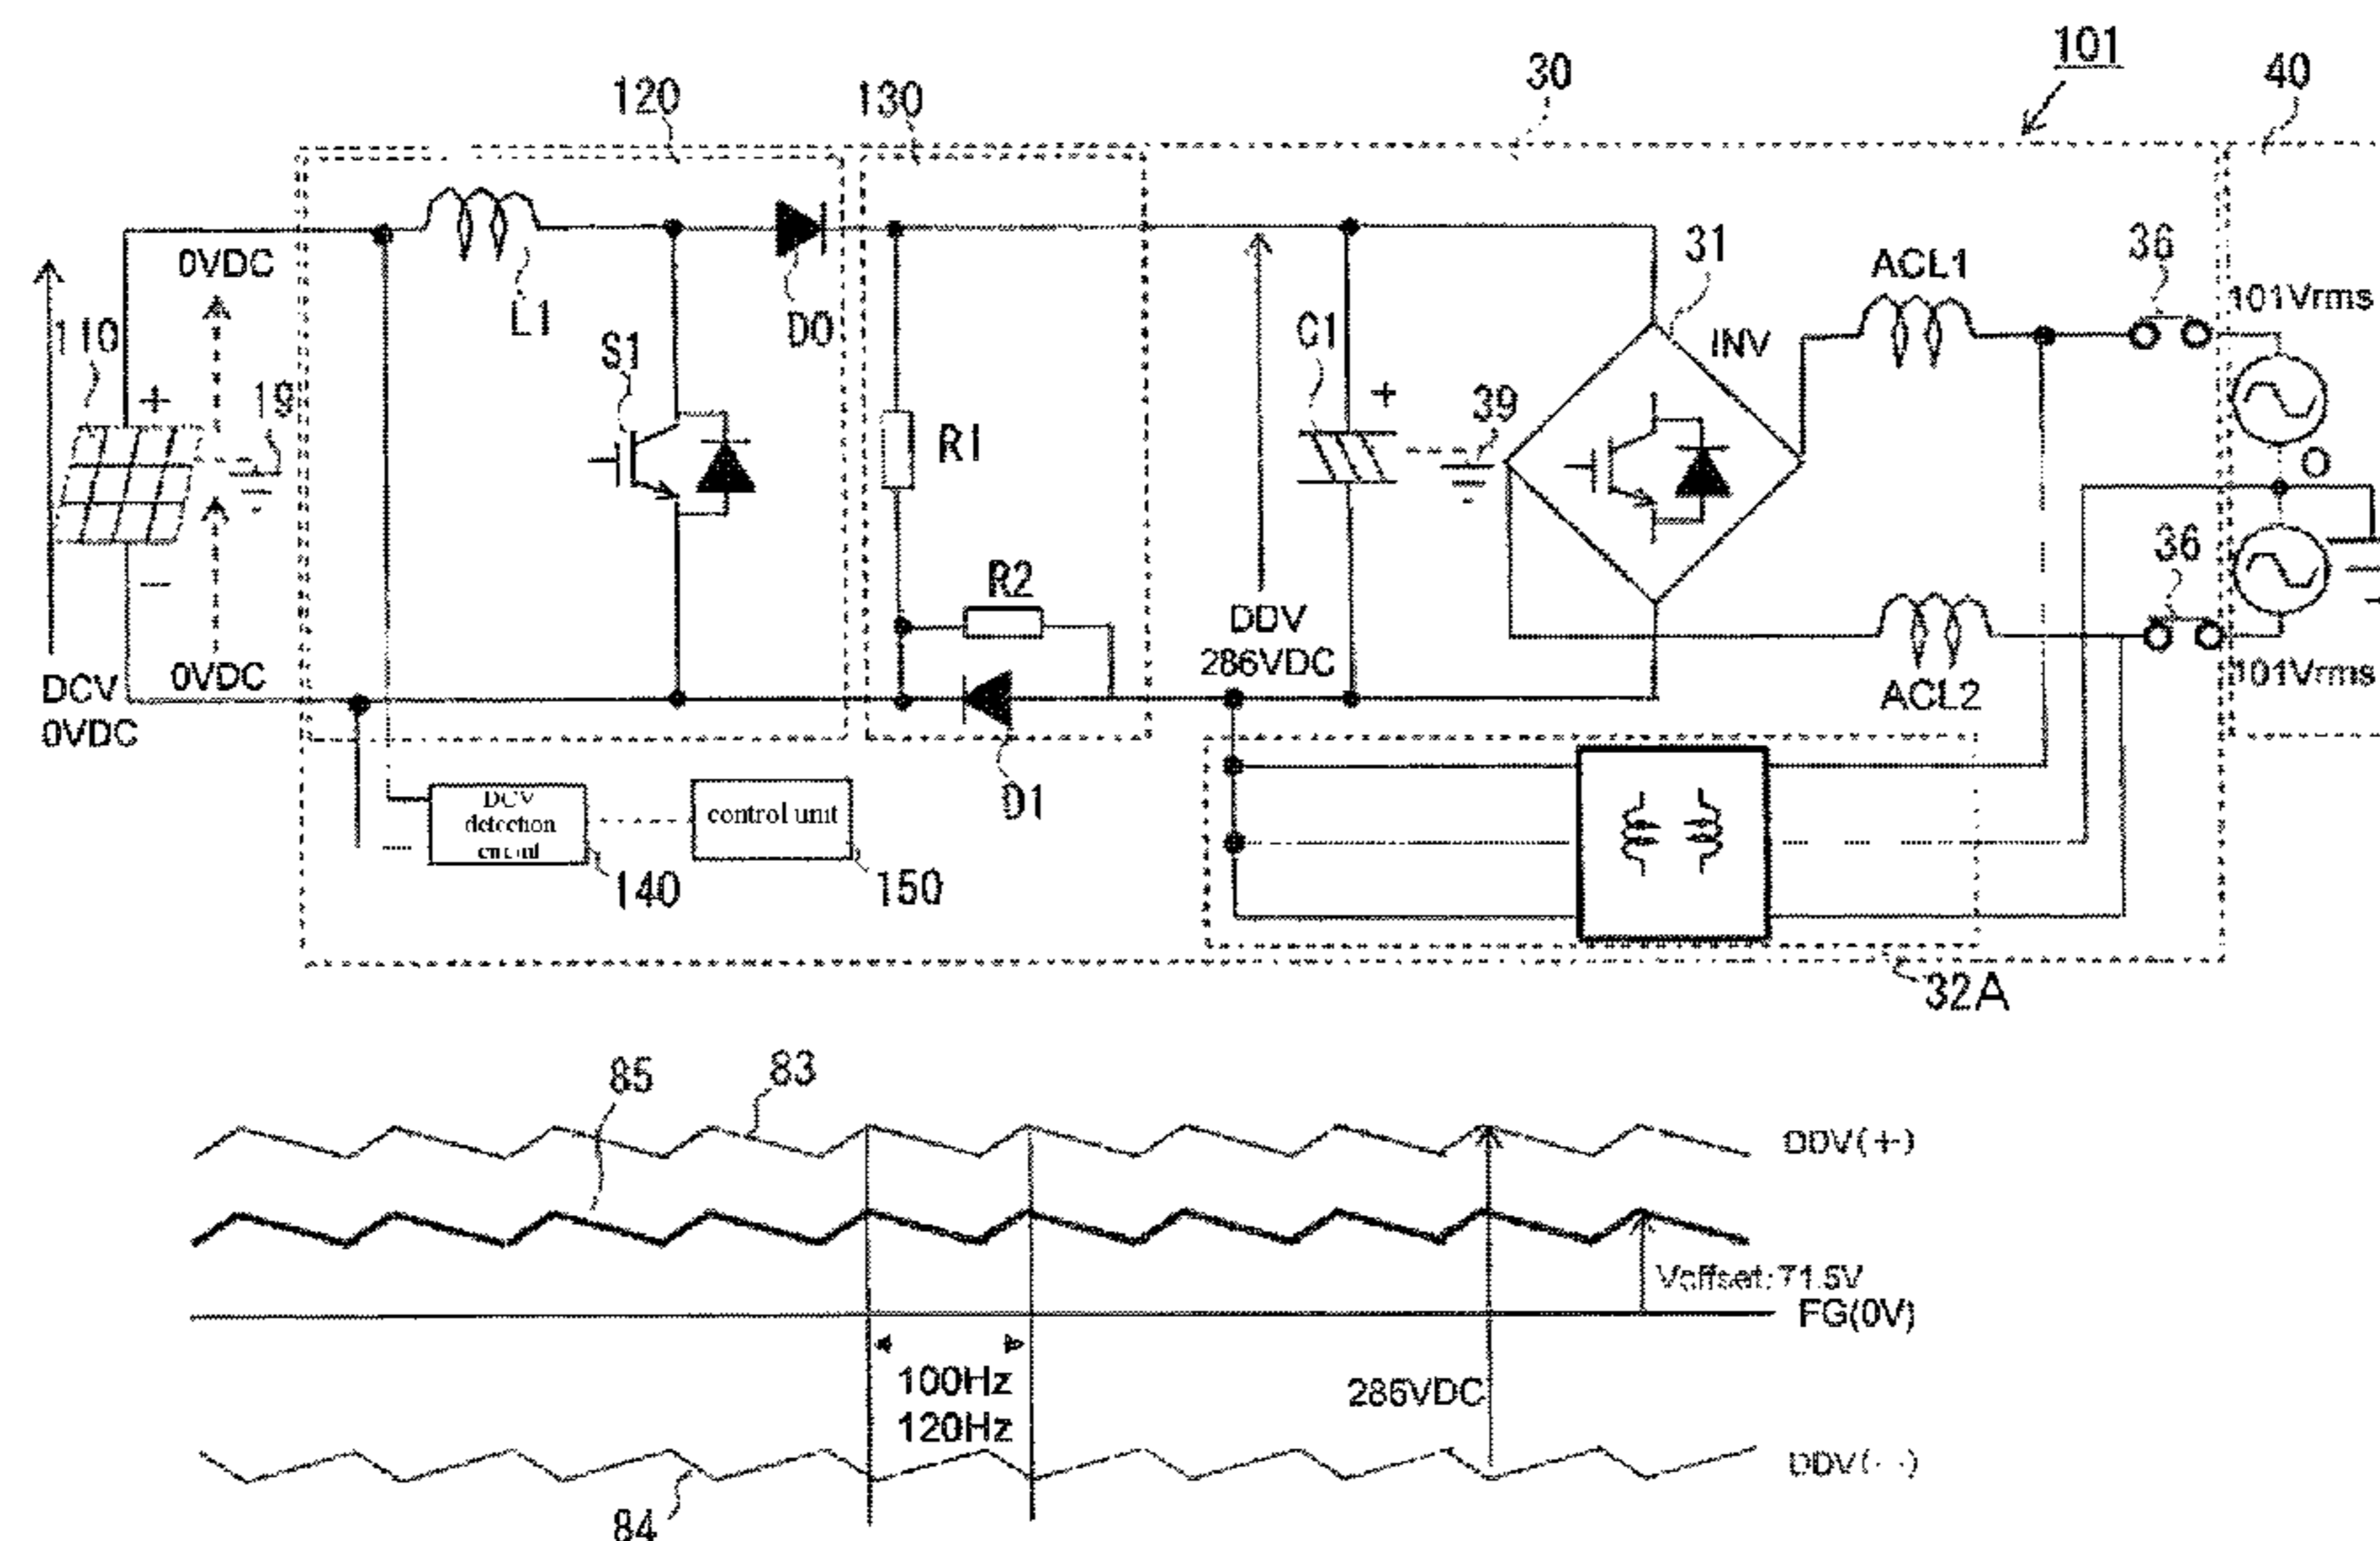 101
120
130
30
40
0VDC
L1
D0
31
ACL1
36
101Vrms
110
+
19
S1
C1
+
39
INV
R1
O
36
R2
−
DDV
286VDC
0VDC
DCV
0VDC
ACL2
101Vrms
D1
DCV
detection
control unit
140
150
32A
85
83
DDV(+)
Voffset:71.5V
FG(0V)
100Hz
120Hz
286VDC
84